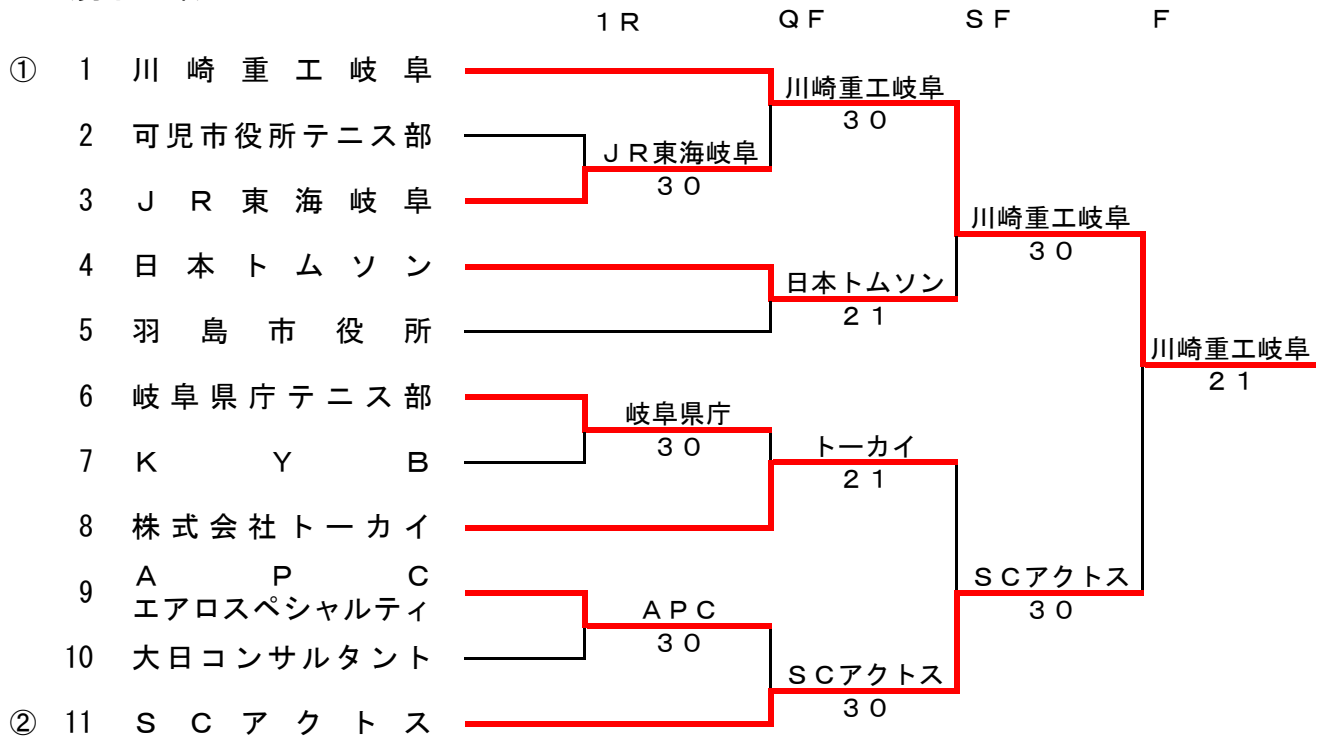 1R QF SF F
① 1 川崎重工岐阜
川崎重工岐阜
30
2 可児市役所テニス部
JR東海岐阜
30
3 JR東海岐阜
川崎重工岐阜
30
4 日本トムソン
日本トムソン
21
5 羽島市役所
川崎重工岐阜
21
6 岐阜県庁テニス部
岐阜県庁
30
7 KYB
トーカイ
21
8 株式会社トーカイ
9 APC
エアロスペシャルティ
SCアクトス
30
APC
30
10 大日コンサルタント
SCアクトス
30
② 11 SCアクトス